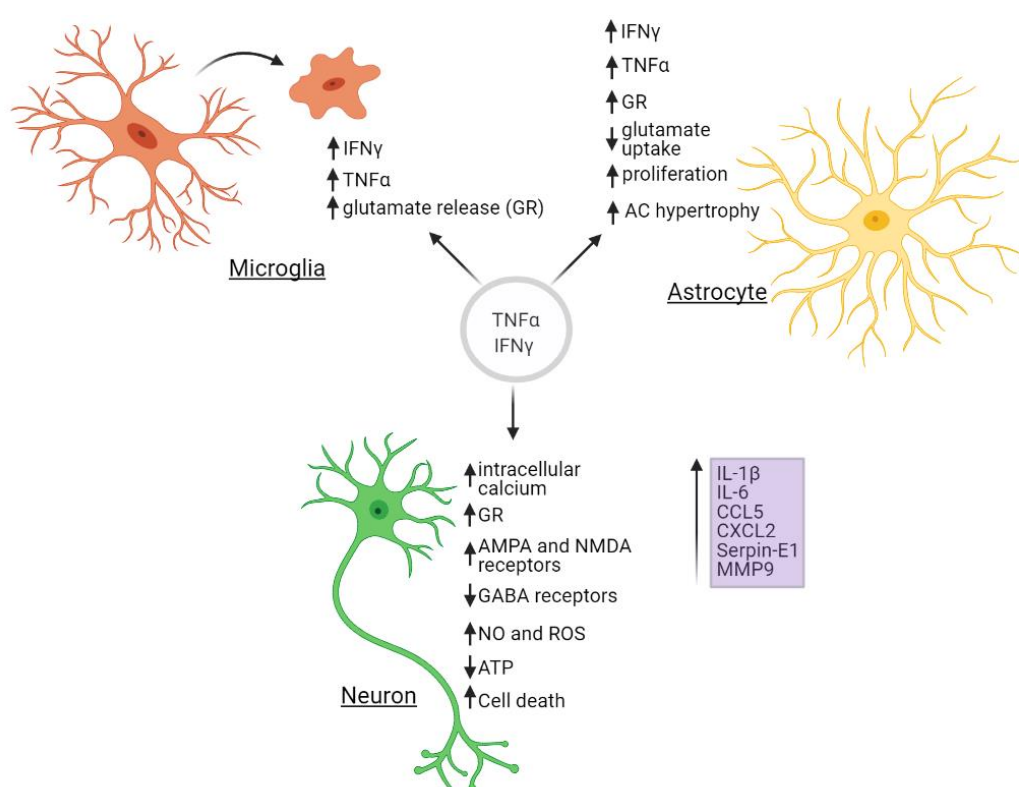 IFNγ
TNFα
glutamate release (GR)
Microglia
IFNγ
TNFα
GR
glutamate
uptake
proliferation
AC hypertrophy
Astrocyte
TNFα
IFNγ
intracellular
calcium
GR
AMPA and NMDA
receptors
GABA receptors
NO and ROS
ATP
Cell death
Neuron
IL-1β
IL-6
CCL5
CXCL2
Serpin-E1
MMP9